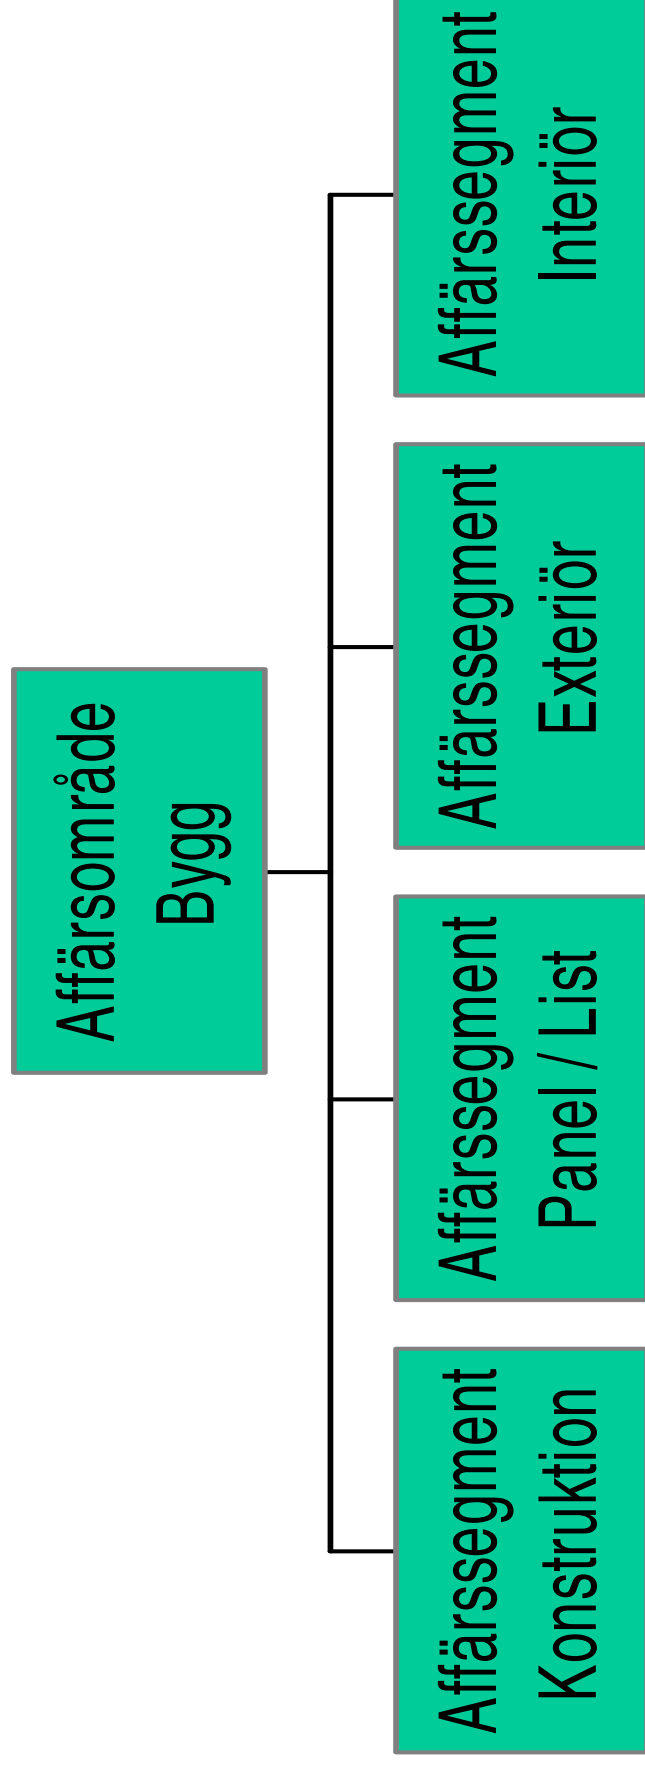 Affärsområde
Bygg
Affärssegment
Konstruktion
Affärssegment
Panel / List
Affärssegment
Exteriör
Affärssegment
Interiör